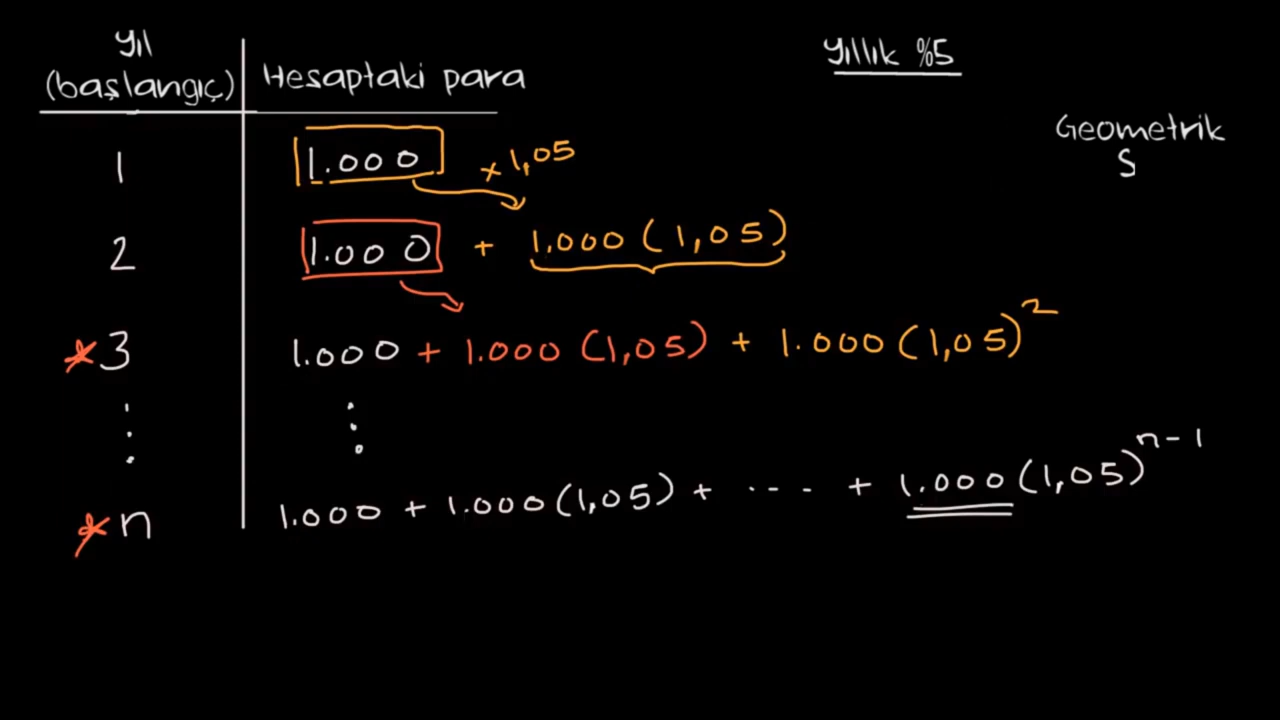 Yıl
(başlangıç)
Hesaptaki para
Yıllık %5
Geometrik
S
1
1.000
x 1,05
2
1.000 + 1.000 (1,05)
*3
1.000 + 1.000 (1,05) + 1.000 (1,05)²
*n
1.000 + 1.000 (1,05) + .... + 1.000 (1,05)ⁿ⁻¹